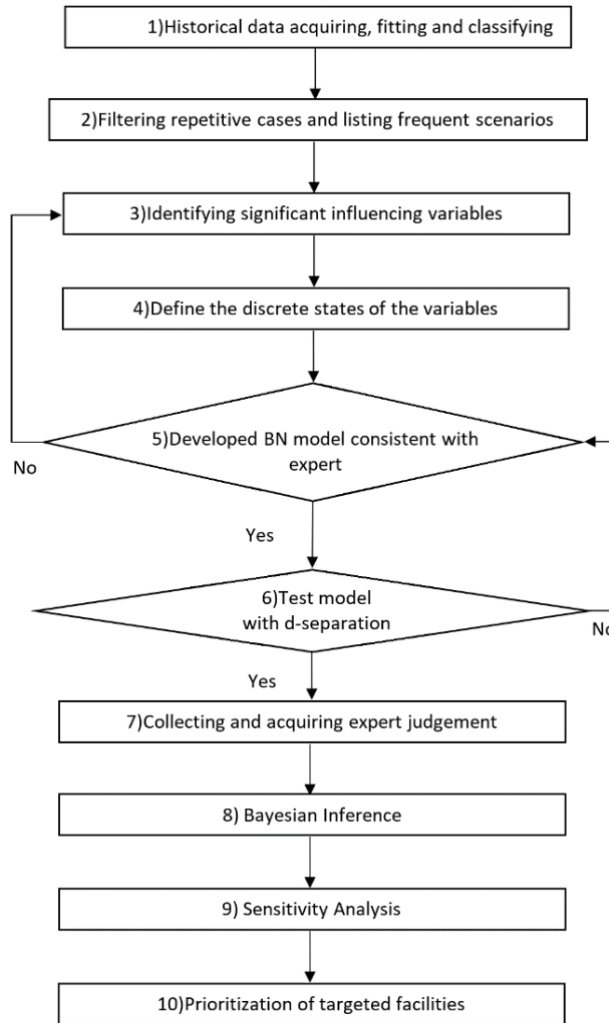 1)Historical data acquiring, fitting and classifying
2)Filtering repetitive cases and listing frequent scenarios
3)Identifying significant influencing variables
4)Define the discrete states of the variables
5)Developed BN model consistent with
expert
No
Yes
6)Test model
with d-separation
No
Yes
7)Collecting and acquiring expert judgement
8) Bayesian Inference
9) Sensitivity Analysis
10)Prioritization of targeted facilities